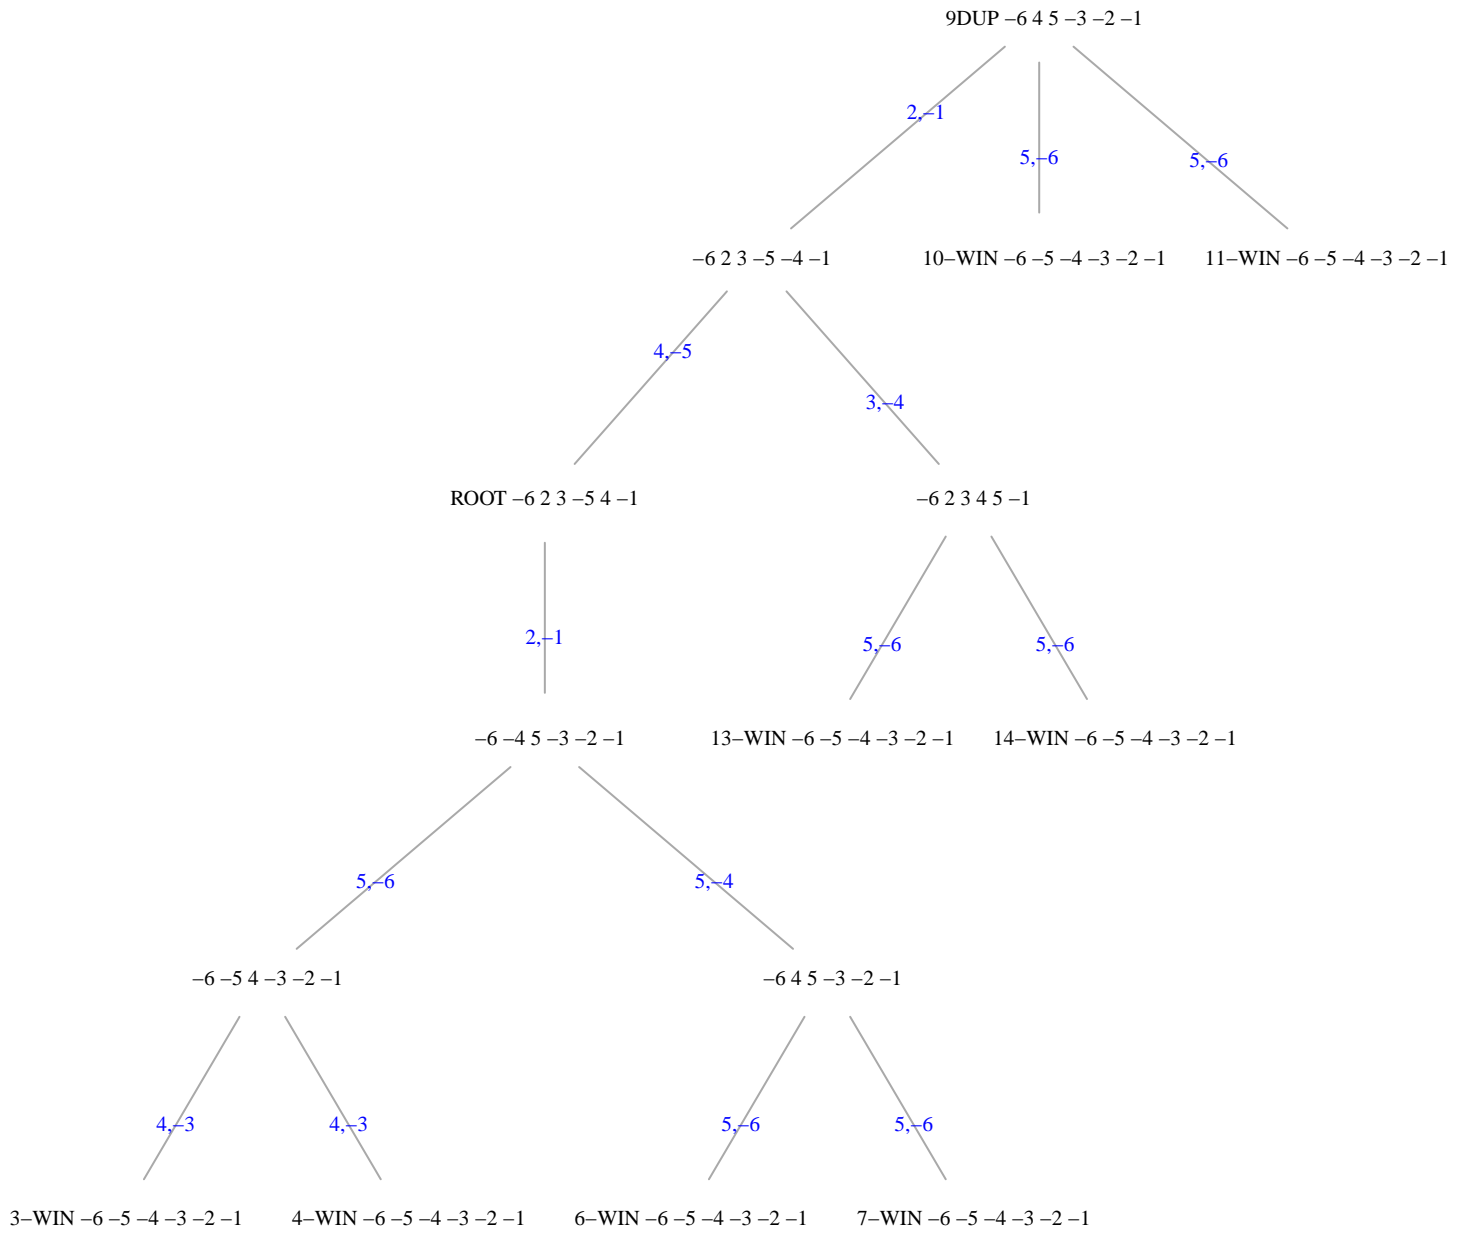 9DUP –6 4 5 –3 –2 –1
2,–1
5,–6
5,–6
–6 2 3 –5 –4 –1
10–WIN –6 –5 –4 –3 –2 –1
11–WIN –6 –5 –4 –3 –2 –1
4,–5
3,–4
ROOT –6 2 3 –5 4 –1
–6 2 3 4 5 –1
2,–1
5,–6
5,–6
–6 –4 5 –3 –2 –1
13–WIN –6 –5 –4 –3 –2 –1
14–WIN –6 –5 –4 –3 –2 –1
5,–6
5,–4
–6 –5 4 –3 –2 –1
–6 4 5 –3 –2 –1
4,–3
4,–3
5,–6
5,–6
3–WIN –6 –5 –4 –3 –2 –1
4–WIN –6 –5 –4 –3 –2 –1
6–WIN –6 –5 –4 –3 –2 –1
7–WIN –6 –5 –4 –3 –2 –1